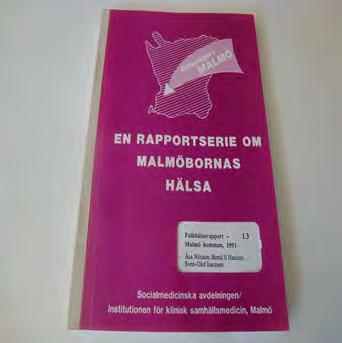 Hälsoläget i
MALMÖ
EN RAPPORTSERIE OM
MALMÖBORNAS
HÄLSA
Folkhälsorapport - 13
Malmö kommun, 1991
Åsa Nilsson, Bertil S Hanson,
Sven-Olof Isacsson
Socialmedicinska avdelningen/
Institutionen för klinisk samhällsmedicin, Malmö